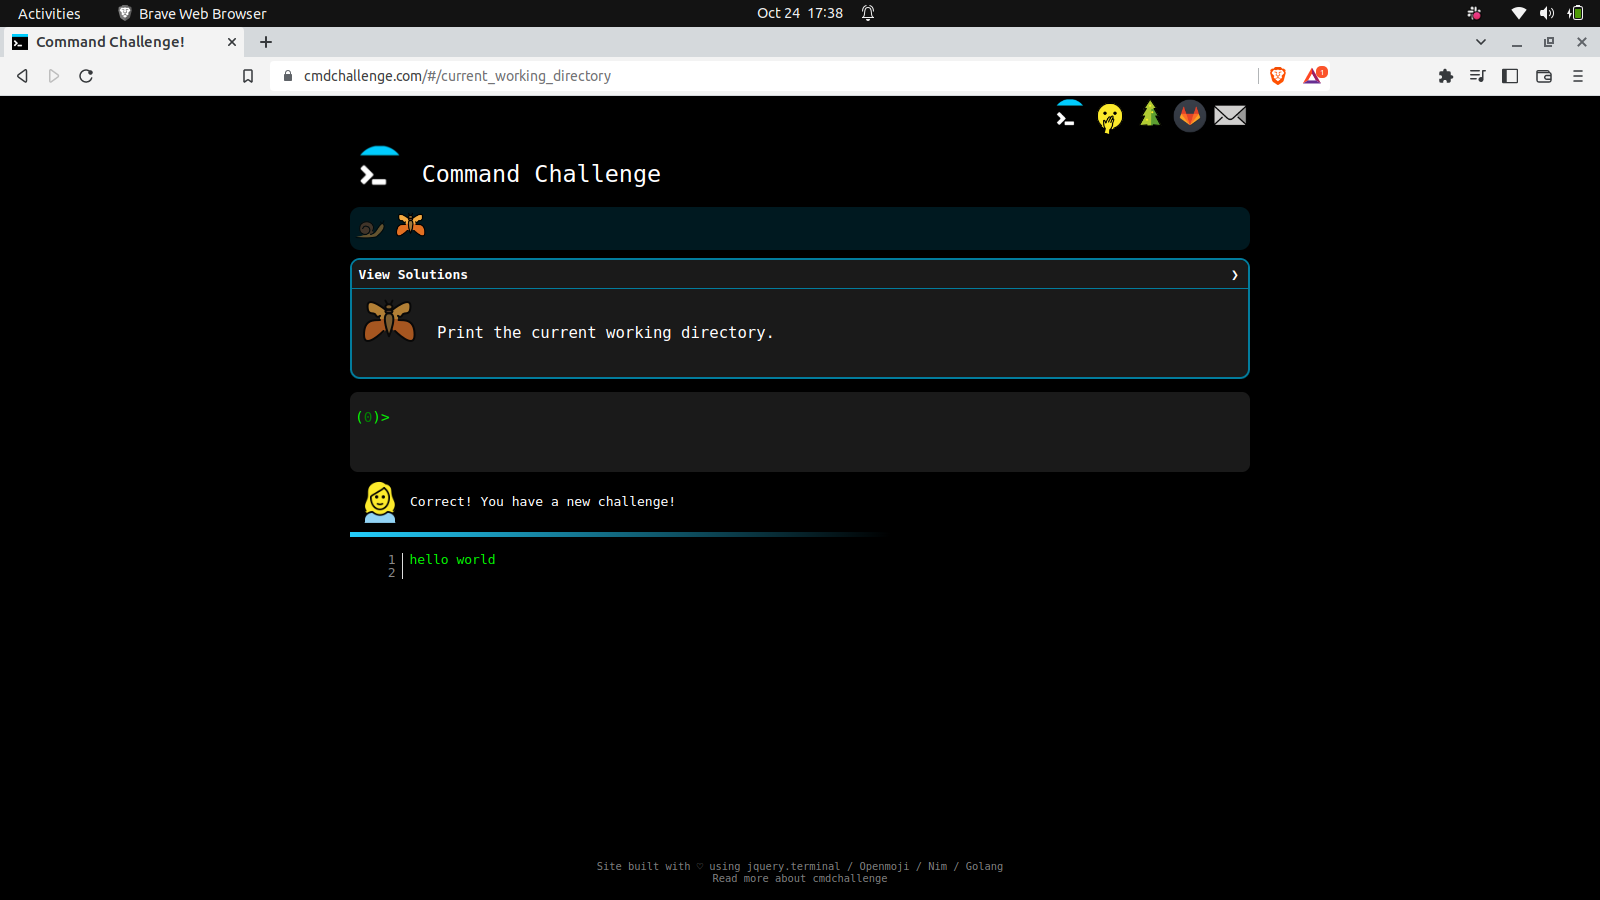 Activities
Brave Web Browser
Oct 24 17:38
Command Challenge!
cmdchallenge.com/#/current_working_directory
1
Command Challenge
View Solutions
Print the current working directory.
(0)>
Correct! You have a new challenge!
1 hello world
2
Site built with ♡ using jquery.terminal / Openmoji / Nim / Golang
Read more about cmdchallenge